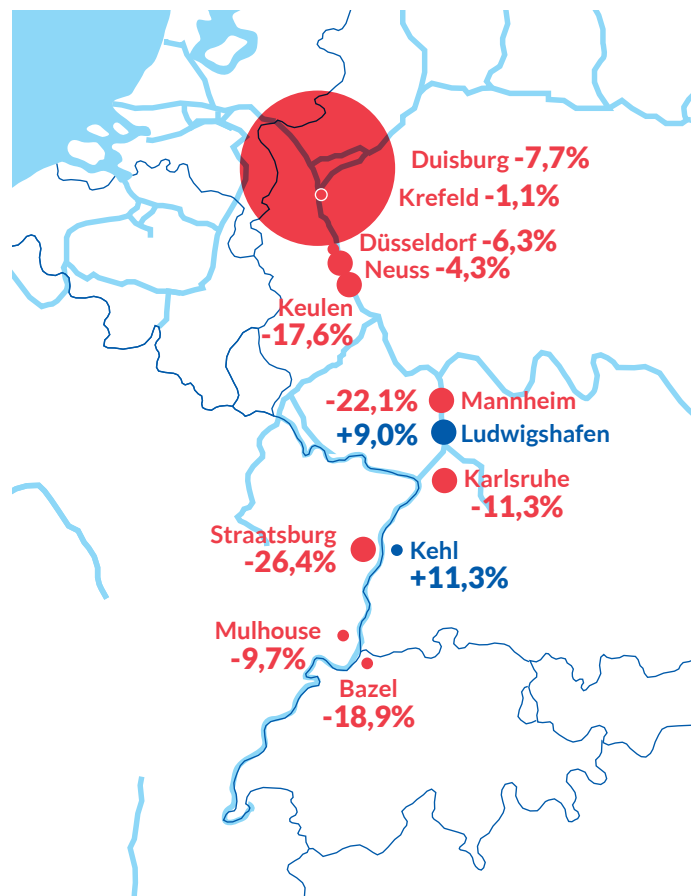 Duisburg -7,7%
Krefeld -1,1%
Düsseldorf -6,3%
Neuss -4,3%
Keulen
-17,6%
-22,1% Mannheim
+9,0% Ludwigshafen
Karlsruhe
-11,3%
Straatsburg
-26,4%
Kehl
+11,3%
Mulhouse
-9,7%
Bazel
-18,9%